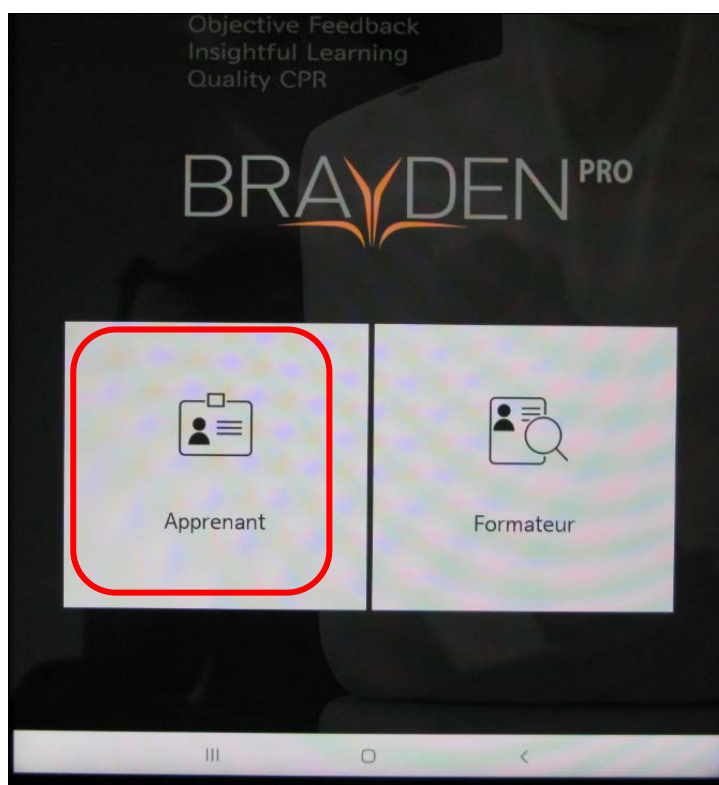 Objective Feedback
Insightful Learning
Quality CPR
BRAYDEN PRO
Apprenant
Formateur